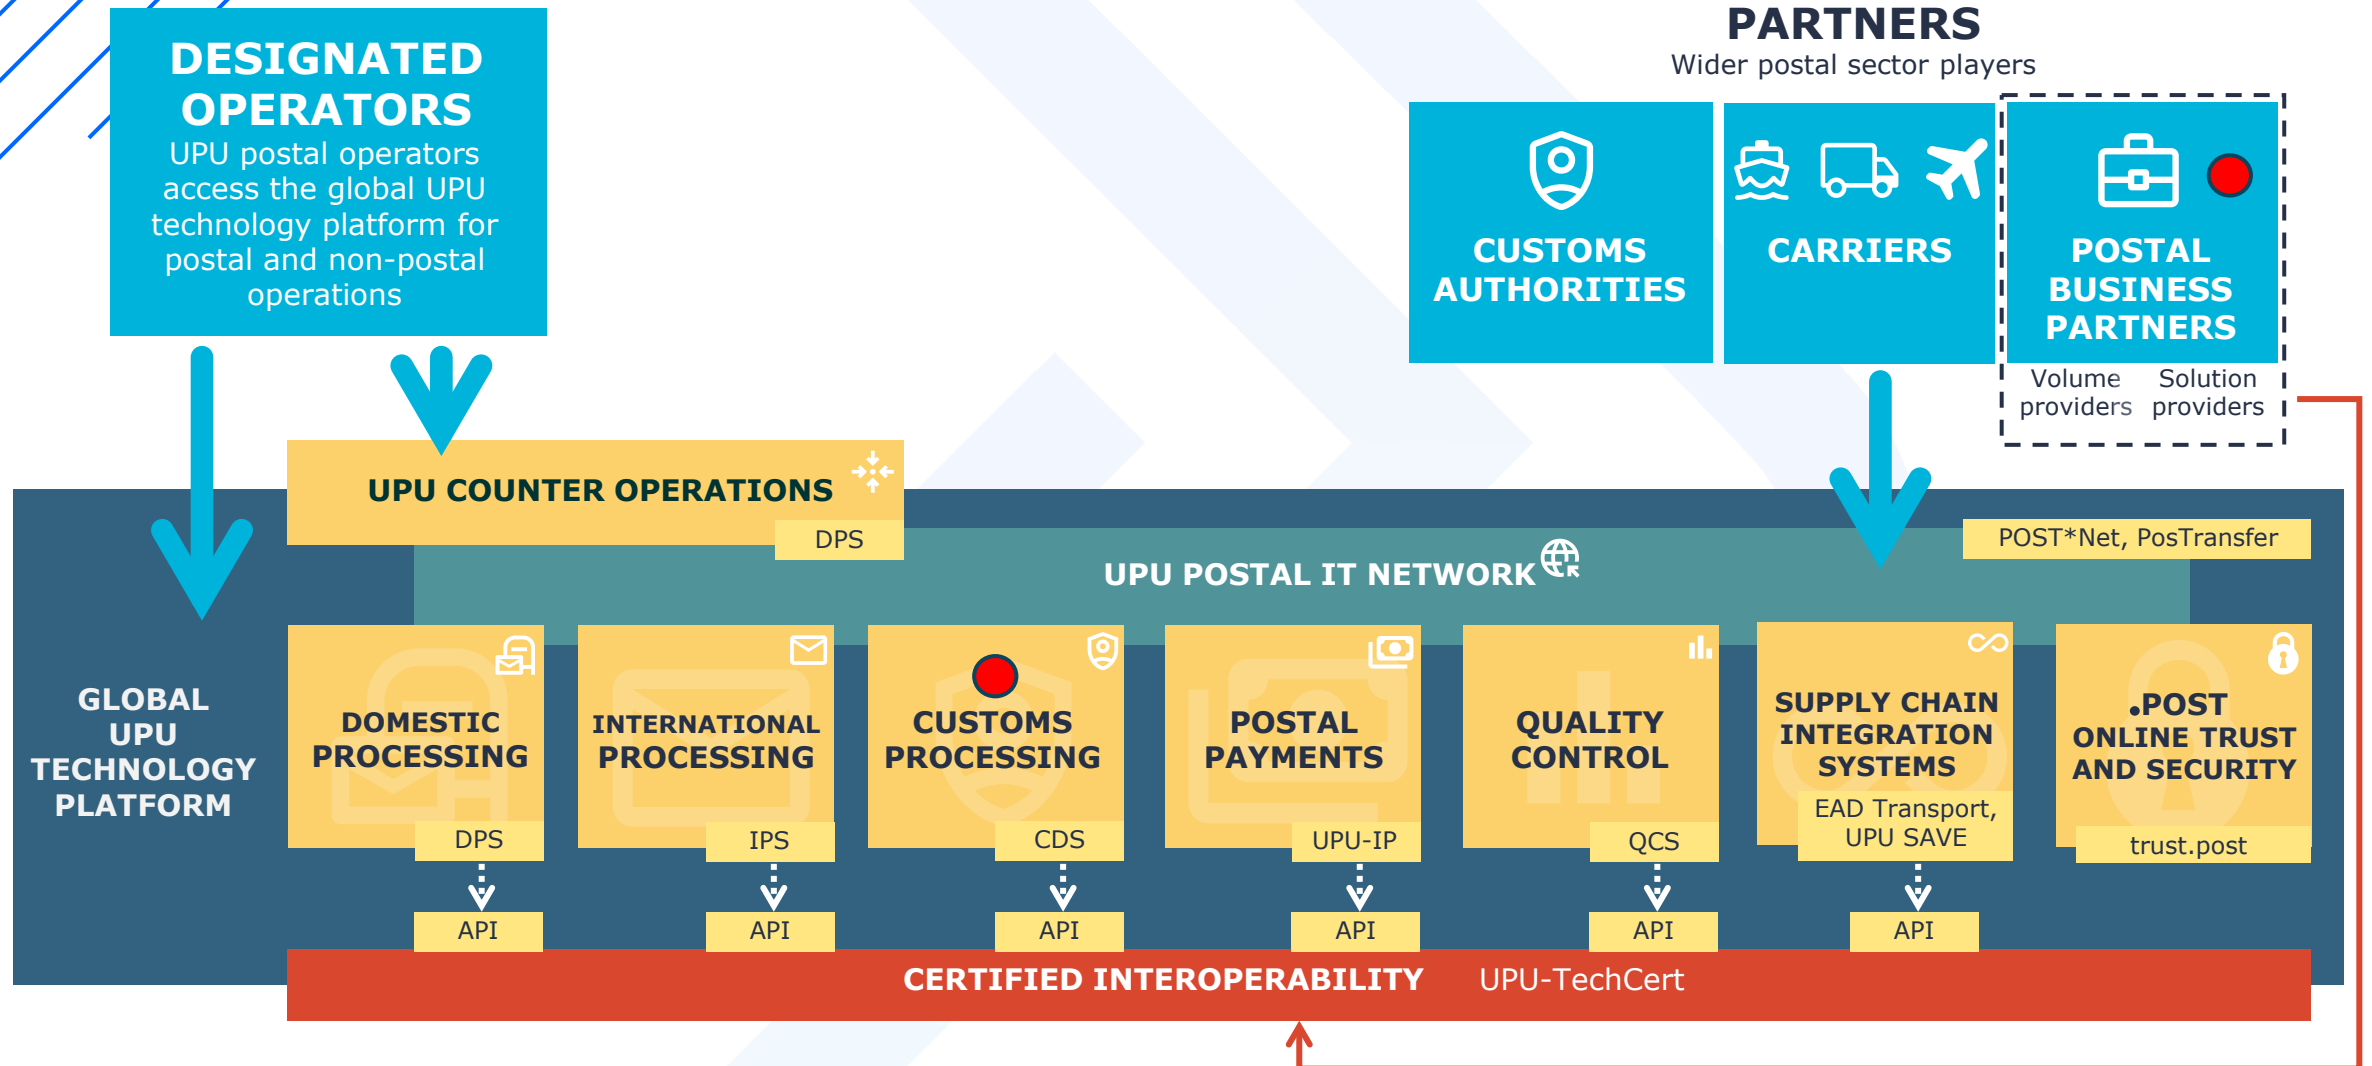 DESIGNATED
OPERATORS
UPU postal operators
access the global UPU
technology platform for
postal and non-postal
operations
PARTNERS
Wider postal sector players
CUSTOMS
AUTHORITIES
CARRIERS
POSTAL
BUSINESS
PARTNERS
Volume
providers
Solution
providers
UPU COUNTER OPERATIONS
DPS
UPU POSTAL IT NETWORK
POST*Net, PosTransfer
GLOBAL
UPU
TECHNOLOGY
PLATFORM
DOMESTIC
PROCESSING
DPS
API
INTERNATIONAL
PROCESSING
IPS
API
CUSTOMS
PROCESSING
CDS
API
POSTAL
PAYMENTS
UPU-IP
API
QUALITY
CONTROL
QCS
API
SUPPLY CHAIN
INTEGRATION
SYSTEMS
EAD Transport,
UPU SAVE
API
.POST
ONLINE TRUST
AND SECURITY
trust.post
CERTIFIED INTEROPERABILITY UPU-TechCert